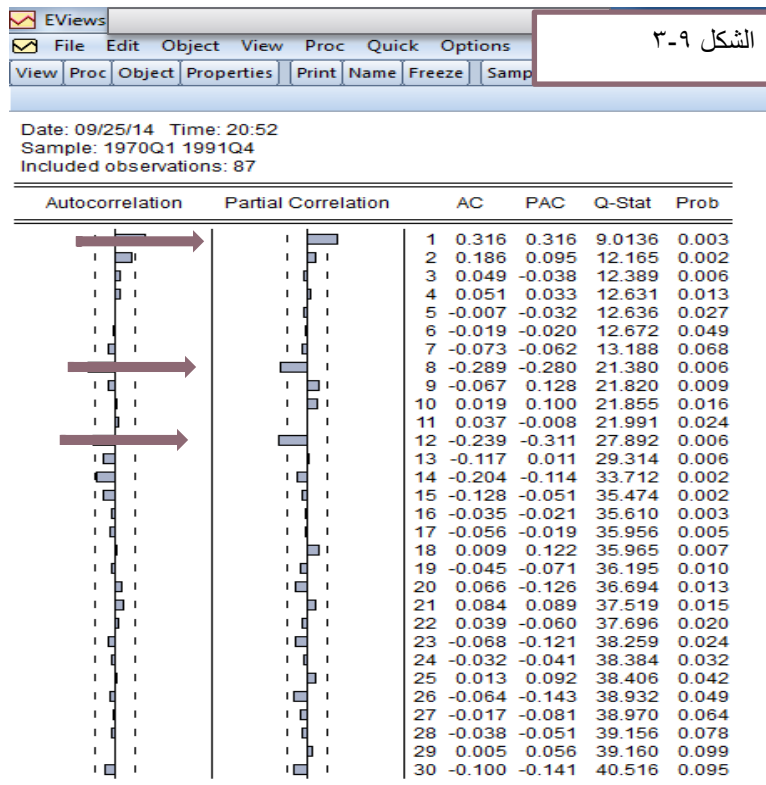 EViews
الشكل ٩-٣
File Edit Object View Proc Quick Options
View Proc Object Properties Print Name Freeze Samp
Date: 09/25/14 Time: 20:52
Sample: 1970Q1 1991Q4
Included observations: 87
Autocorrelation Partial Correlation AC PAC Q-Stat Prob
1 0.316 0.316 9.0136 0.003
2 0.186 0.095 12.165 0.002
3 0.049 -0.038 12.389 0.006
4 0.051 0.033 12.631 0.013
5 -0.007 -0.032 12.636 0.027
6 -0.019 -0.020 12.672 0.049
7 -0.073 -0.062 13.188 0.068
8 -0.289 -0.280 21.380 0.006
9 -0.067 0.128 21.820 0.009
10 0.019 0.100 21.855 0.016
11 0.037 -0.008 21.991 0.024
12 -0.239 -0.311 27.892 0.006
13 -0.117 0.011 29.314 0.006
14 -0.204 -0.114 33.712 0.002
15 -0.128 -0.051 35.474 0.002
16 -0.035 -0.021 35.610 0.003
17 -0.056 -0.019 35.956 0.005
18 0.009 0.122 35.965 0.007
19 -0.045 -0.071 36.195 0.010
20 0.066 -0.126 36.694 0.013
21 0.084 0.089 37.519 0.015
22 0.039 -0.060 37.696 0.020
23 -0.068 -0.121 38.259 0.024
24 -0.032 -0.041 38.384 0.032
25 0.013 0.092 38.406 0.042
26 -0.064 -0.143 38.932 0.049
27 -0.017 -0.081 38.970 0.064
28 -0.038 -0.051 39.156 0.078
29 0.005 0.056 39.160 0.099
30 -0.100 -0.141 40.516 0.095